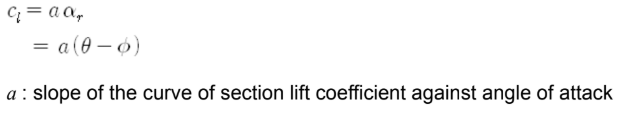 c_l = a α_r
= a (θ − φ)
a : slope of the curve of section lift coefficient against angle of attack